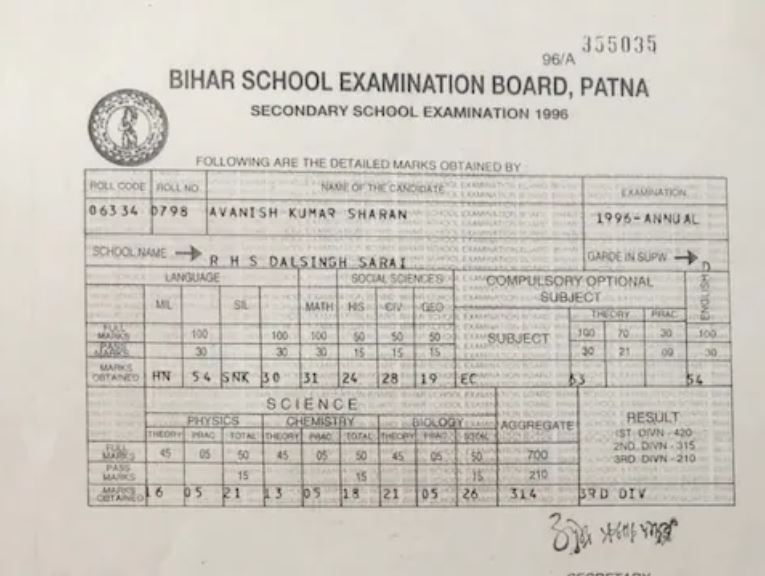 96/A 355035
BIHAR SCHOOL EXAMINATION BOARD, PATNA
SECONDARY SCHOOL EXAMINATION 1996
FOLLOWING ARE THE DETAILED MARKS OBTAINED BY
ROLL CODE ROLL NO. NAME OF THE CANDIDATE EXAMINATION
06334 0798 AVANISH KUMAR SHARAN 1996-ANNUAL
SCHOOL NAME R H S DALSINGH SARAI GARDE IN SUPW D
LANGUAGE SOCIAL SCIENCES COMPULSORY OPTIONAL SUBJECT ENGLISH
MIL SIL MATH HIS CIV GEO SUBJECT THEORY PRAC
FULL MARKS 100 100 100 50 50 50 100 70 30 100
PASS MARKS 30 30 30 15 15 15 30 21 09 30
MARKS OBTAINED HN 54 SNK 30 31 24 28 19 EC 53 54
SCIENCE
PHYSICS CHEMISTRY BIOLOGY AGGREGATE RESULT
THEORY PRAC TOTAL THEORY PRAC TOTAL THEORY PRAC TOTAL
1ST. DIVN - 420
2ND. DIVN - 315
3RD. DIVN - 210
FULL MARKS 45 05 50 45 05 50 45 05 50 700
PASS MARKS 15 15 15 210
MARKS OBTAINED 16 05 21 13 05 18 21 05 26 314 3RD DIV
SECRETARY